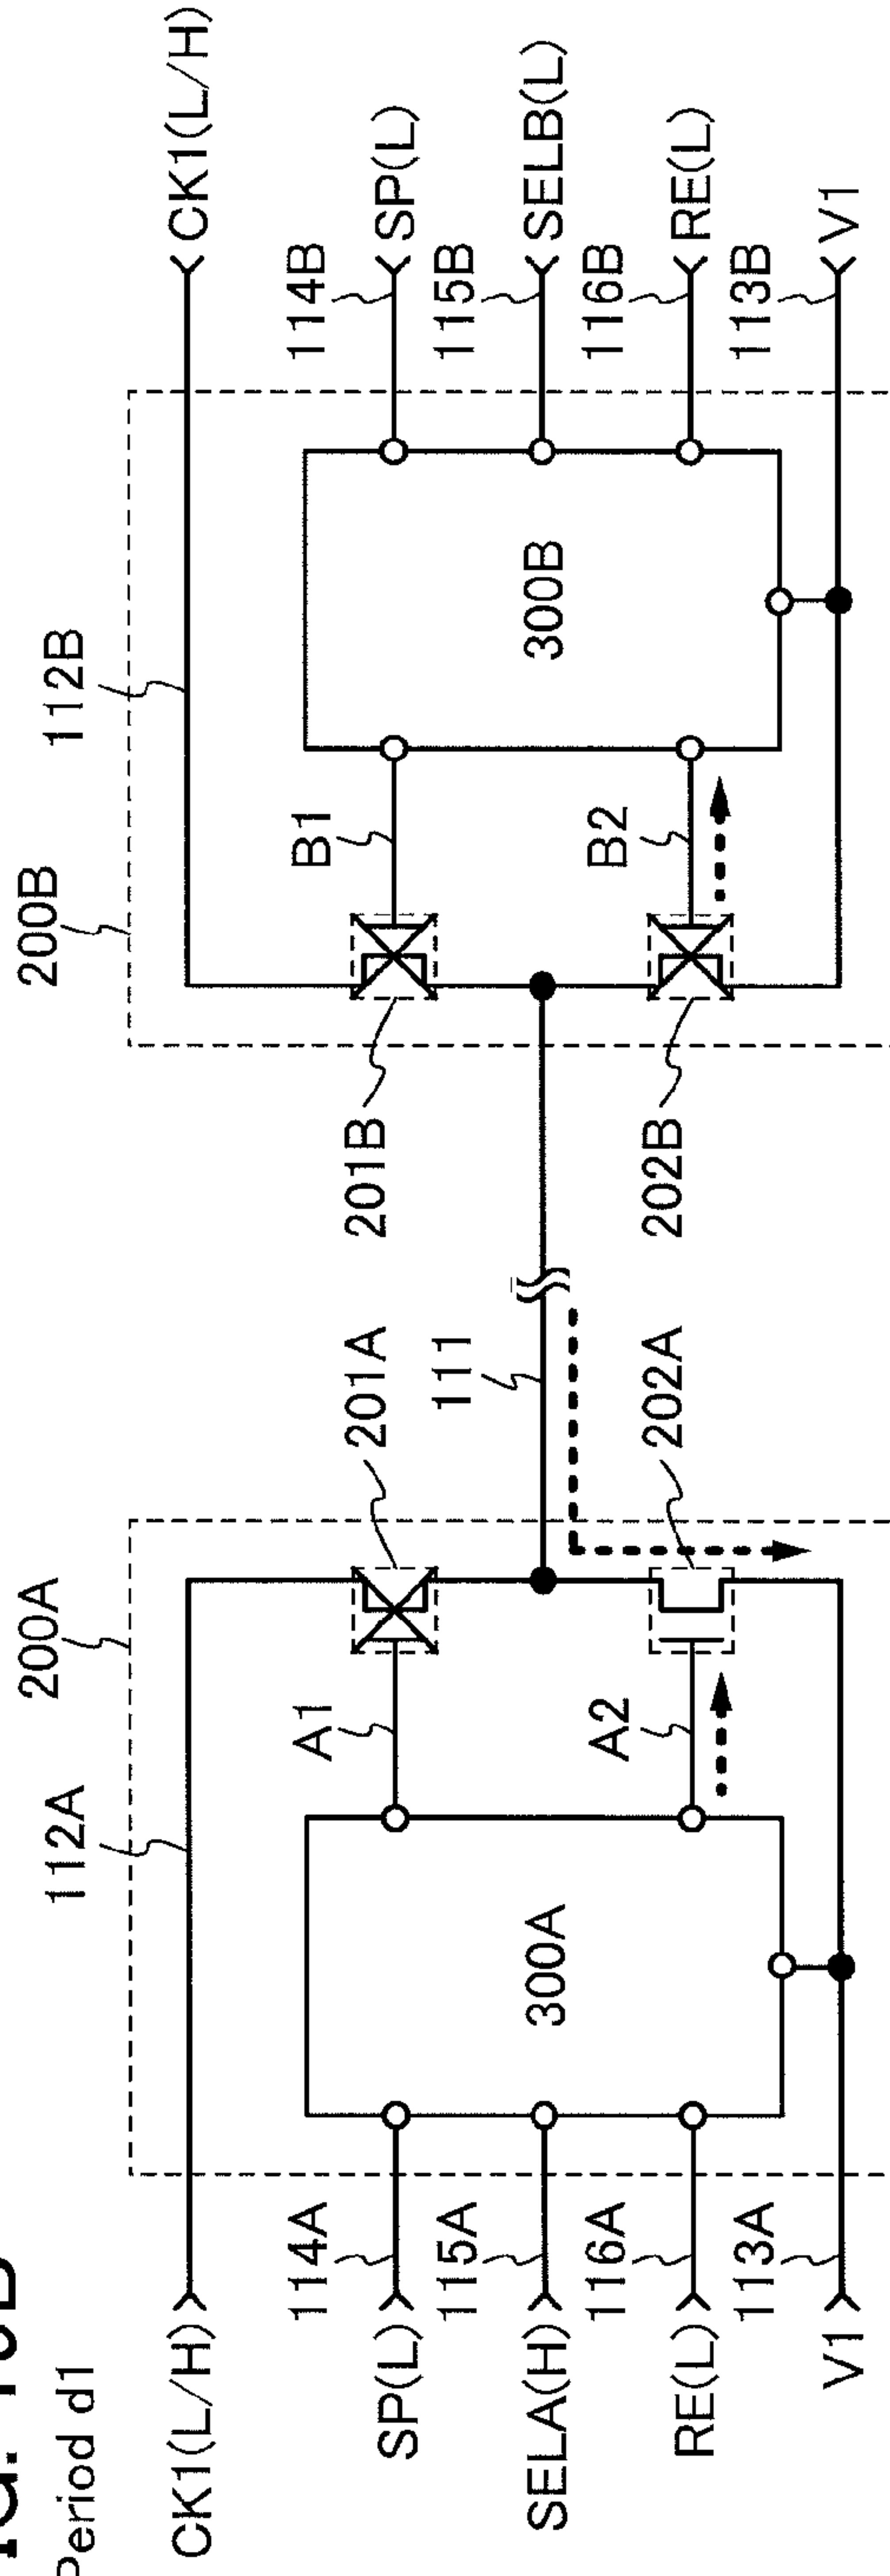 Period d1
200A
200B
112A
112B
CK1(L/H)
CK1(L/H)
114A
A1
B1
114B
201A
201B
SP(L)
SP(L)
115A
111
115B
SELA(H)
300A
300B
SELB(L)
116A
A2
B2
116B
202A
202B
RE(L)
RE(L)
113A
113B
V1
V1